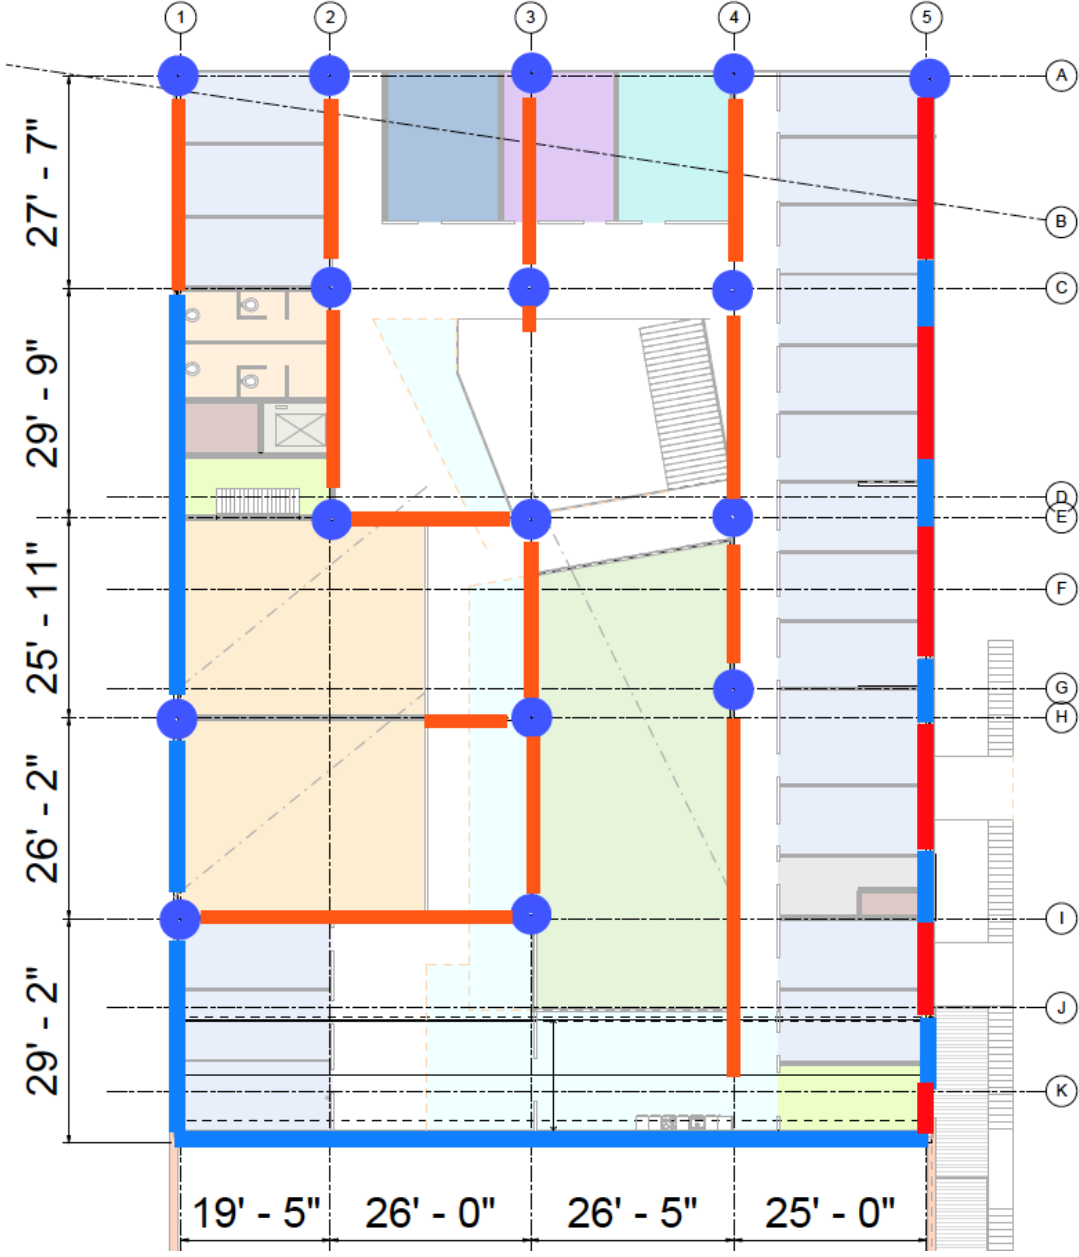 1 2 3 4 5
A
27' - 7"
B
C
29' - 9"
D
E
25' - 11"
F
G
H
26' - 2"
I
29' - 2"
J
K
19' - 5" 26' - 0" 26' - 5" 25' - 0"